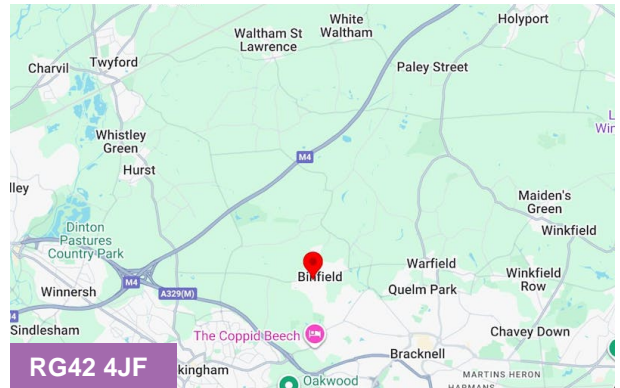 White
Waltham
Holyport
Waltham St
Lawrence
Twyford
Charvil
Paley Street
Whistley
Green
M4
Hurst
lley
Maiden's
Green
Winkfield
Dinton
Pastures
Country Park
M4
A329(M)
Binfield
Warfield
Winkfield
Row
Quelm Park
Winnersh
Sindlesham
The Coppid Beech
Chavey Down
Bracknell
RG42 4JF
kingham
Oakwood
MARTINS HERON